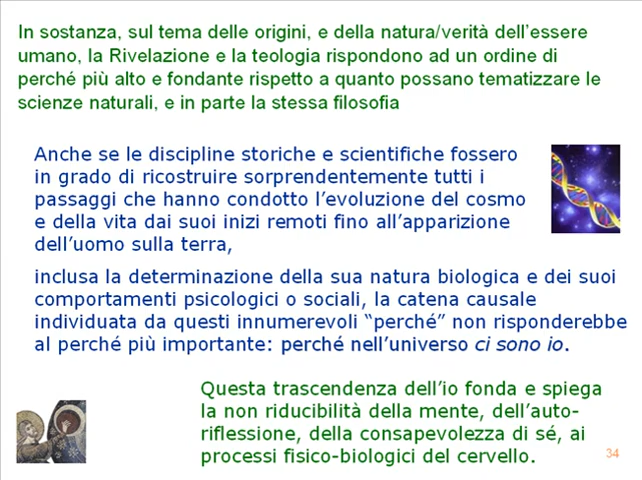 In sostanza, sul tema delle origini, e della natura/verità dell'essere
umano, la Rivelazione e la teologia rispondono ad un ordine di
perché più alto e fondante rispetto a quanto possano tematizzare le
scienze naturali, e in parte la stessa filosofia
Anche se le discipline storiche e scientifiche fossero
in grado di ricostruire sorprendentemente tutti i
passaggi che hanno condotto l'evoluzione del cosmo
e della vita dai suoi inizi remoti fino all'apparizione
dell'uomo sulla terra,
inclusa la determinazione della sua natura biologica e dei suoi
comportamenti psicologici o sociali, la catena causale
individuata da questi innumerevoli “perché” non risponderebbe
al perché più importante: perché nell'universo ci sono io.
Questa trascendenza dell'io fonda e spiega
la non riducibilità della mente, dell'auto-
riflessione, della consapevolezza di sé, ai
processi fisico-biologici del cervello.
34